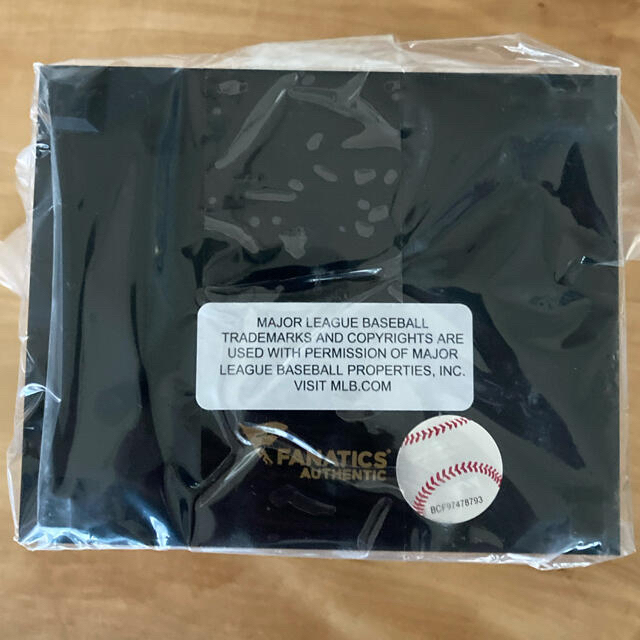 MAJOR LEAGUE BASEBALL
TRADEMARKS AND COPYRIGHTS ARE
USED WITH PERMISSION OF MAJOR
LEAGUE BASEBALL PROPERTIES, INC.
VISIT MLB.COM
FANATICS
AUTHENTIC
BCF97478793